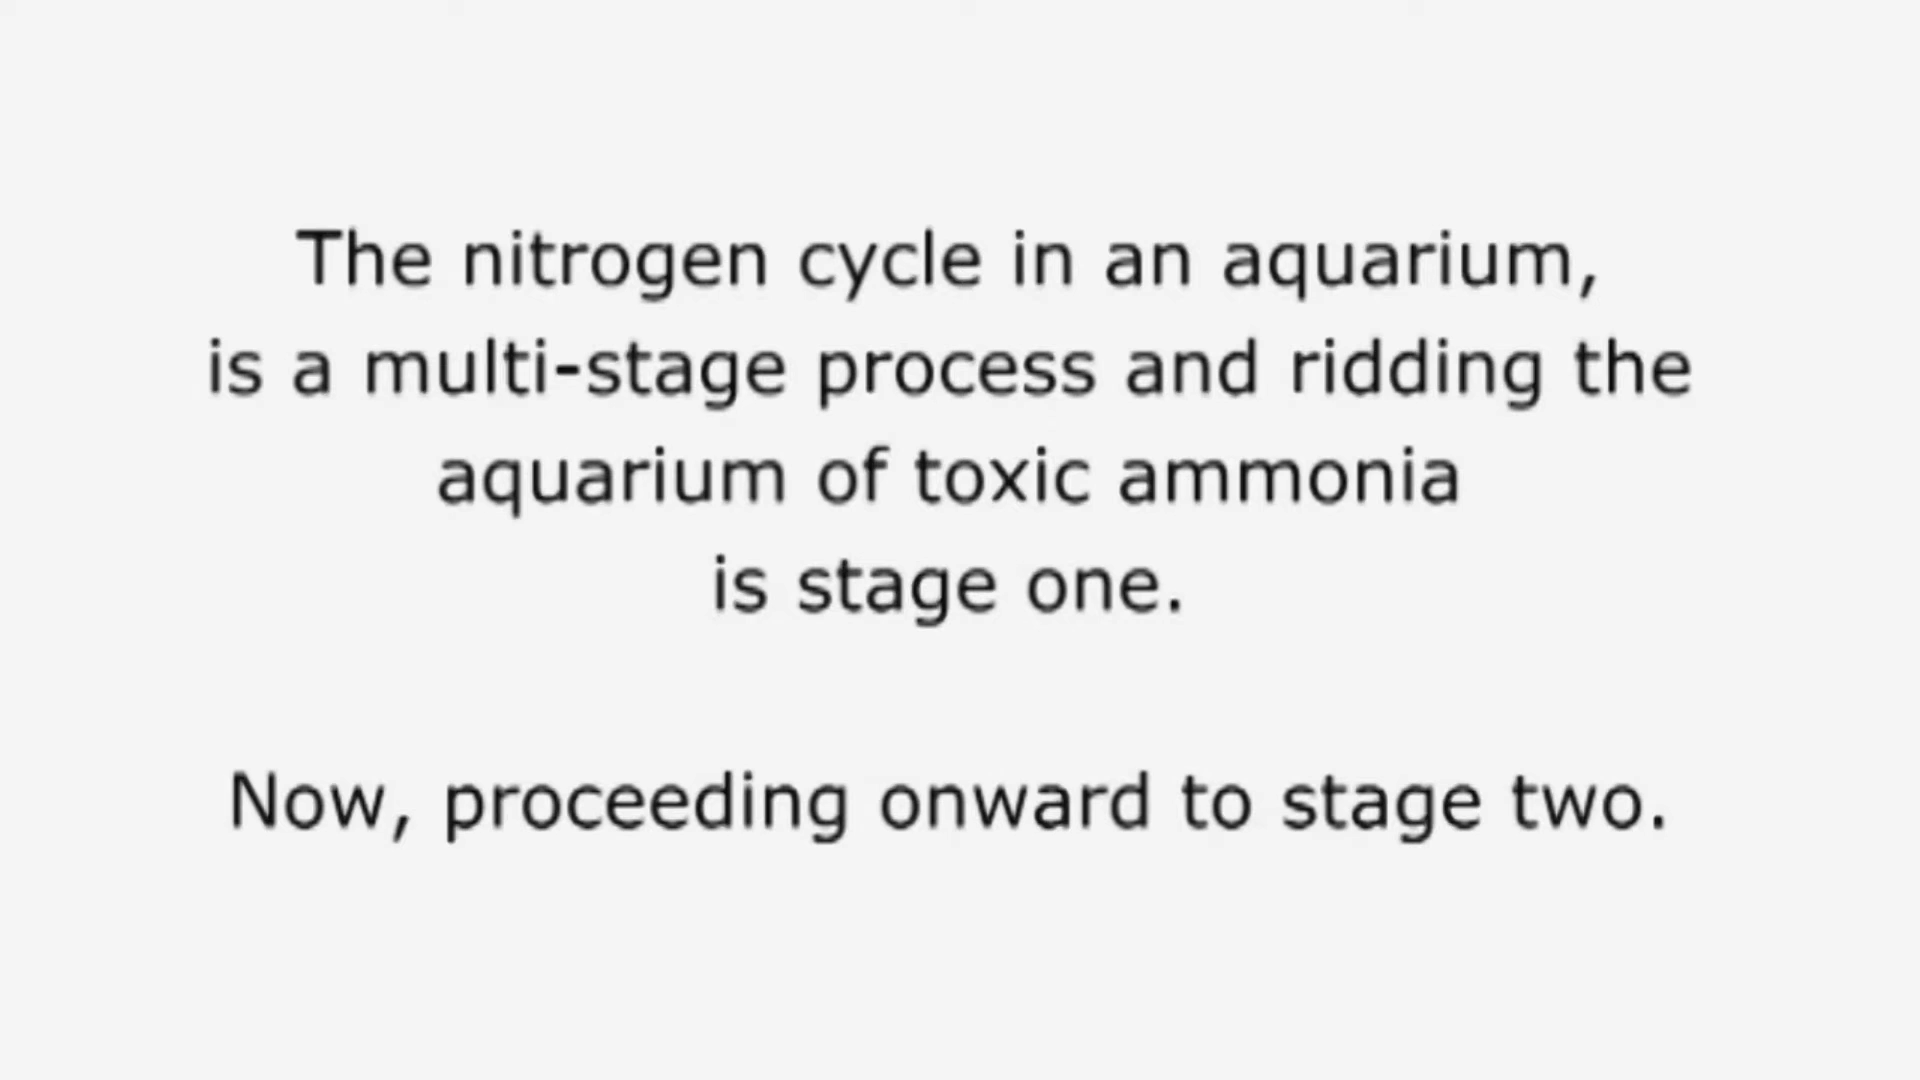 The nitrogen cycle in an aquarium,
is a multi-stage process and ridding the
aquarium of toxic ammonia
is stage one.
Now, proceeding onward to stage two.